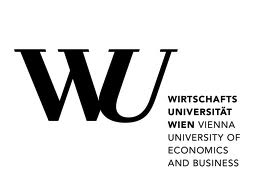 WU
WIRTSCHAFTS
UNIVERSITÄT
WIEN VIENNA
UNIVERSITY OF
ECONOMICS
AND BUSINESS